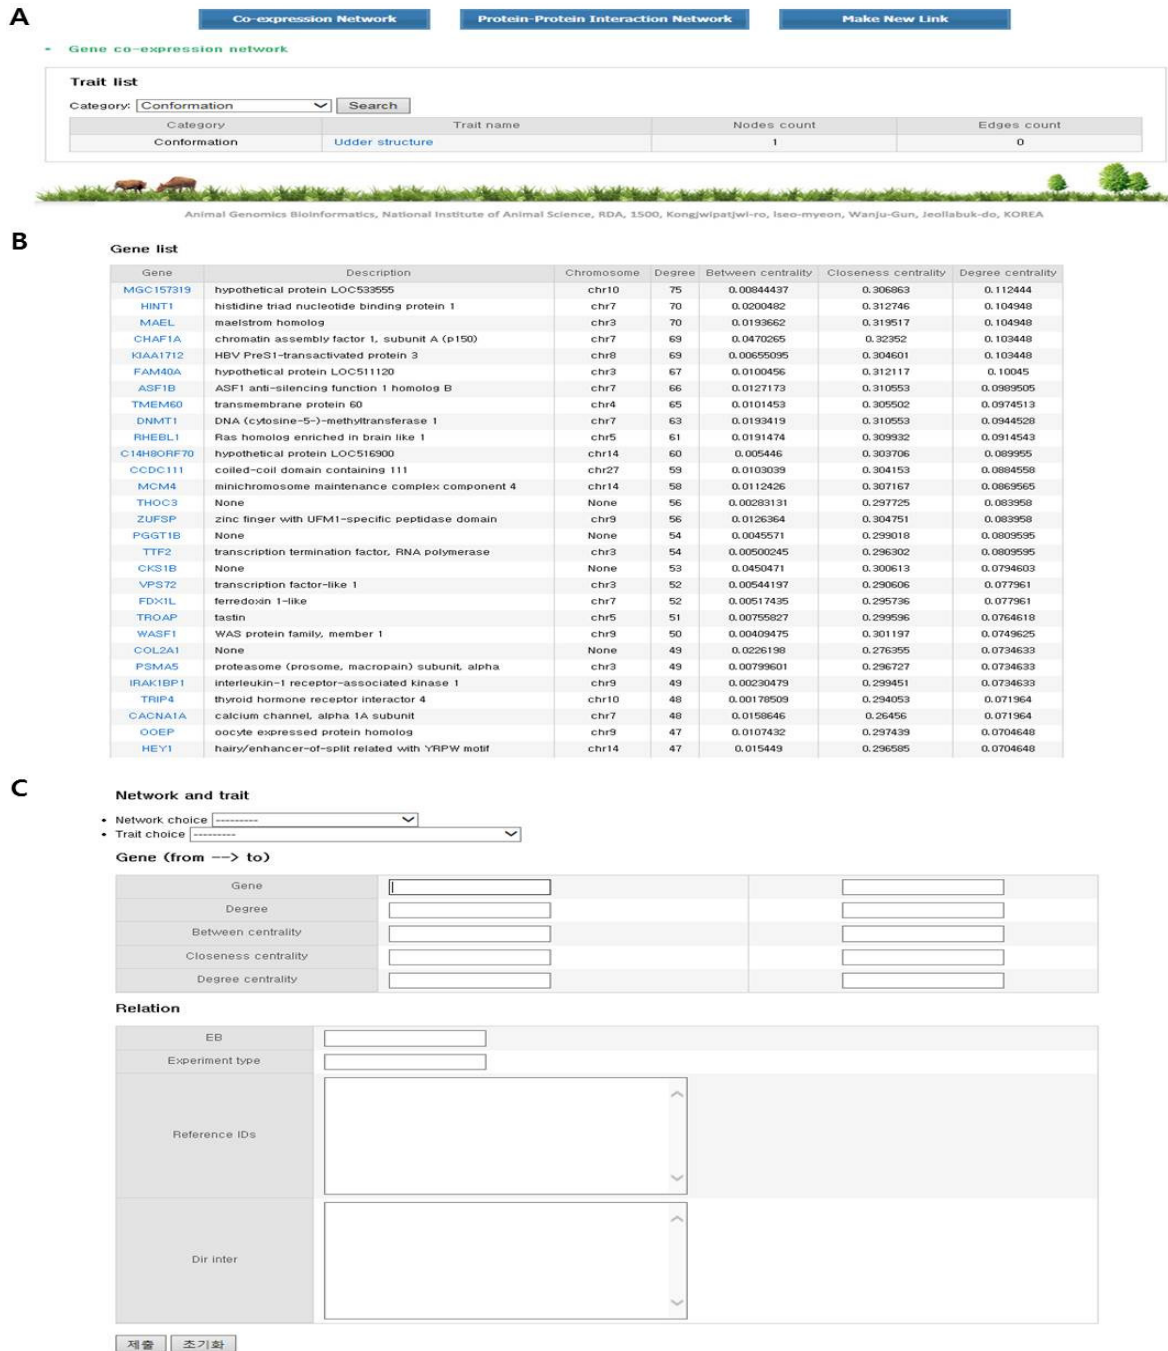 A
Co-expression Network Protein-Protein Interaction Network Make New Link
• Gene co-expression network
Trait list
Category: Conformation Search
Category Trait name Nodes count Edges count
Conformation Udder structure 1 0
Animal Genomics Bioinformatics, National Institute of Animal Science, RDA, 1500, Kongjwipatjwi-ro, Iseo-myeon, Wanju-Gun, Jeollabuk-do, KOREA
B
Gene list
Gene Description Chromosome Degree Between centrality Closeness centrality Degree centrality
MGC157319 hypothetical protein LOC533555 chr10 75 0.00844437 0.306863 0.112444
HINT1 histidine triad nucleotide binding protein 1 chr7 70 0.0200482 0.312746 0.104948
MAEL maelstrom homolog chr3 70 0.0193662 0.319517 0.104948
CHAF1A chromatin assembly factor 1, subunit A (p150) chr7 69 0.0470265 0.32352 0.103448
KIAA1712 HBV PreS1-transactivated protein 3 chr8 69 0.00655095 0.304601 0.103448
FAM40A hypothetical protein LOC511120 chr3 67 0.0100456 0.312117 0.10045
ASF1B ASF1 anti-silencing function 1 homolog B chr7 66 0.0127173 0.310553 0.0989505
TMEM60 transmembrane protein 60 chr4 65 0.0101453 0.305502 0.0974513
DNMT1 DNA (cytosine-5-)-methyltransferase 1 chr7 63 0.0193419 0.310553 0.0944528
RHEBL1 Ras homolog enriched in brain like 1 chr5 61 0.0191474 0.309932 0.0914543
C14H8ORF70 hypothetical protein LOC516900 chr14 60 0.005446 0.303706 0.089955
CCDC111 coiled-coil domain containing 111 chr27 59 0.0103039 0.304153 0.0884558
MCM4 minichromosome maintenance complex component 4 chr14 58 0.0112426 0.307167 0.0869565
THOC3 None None 56 0.00283131 0.297725 0.083958
ZUFSP zinc finger with UFM1-specific peptidase domain chr9 56 0.0126364 0.304751 0.083958
PGGT1B None None 54 0.0045571 0.299018 0.0809595
TTF2 transcription termination factor, RNA polymerase chr3 54 0.00500245 0.296302 0.0809595
CKS1B None None 53 0.0450471 0.300613 0.0794603
VPS72 transcription factor-like 1 chr3 52 0.00544197 0.290606 0.077961
FDX1L ferredoxin 1-like chr7 52 0.00517435 0.295736 0.077961
TROAP tastin chr5 51 0.00755827 0.299596 0.0764618
WASF1 WAS protein family, member 1 chr9 50 0.00409475 0.301197 0.0749625
COL2A1 None None 49 0.0226198 0.276355 0.0734633
PSMA5 proteasome (prosome, macropain) subunit, alpha chr3 49 0.00799601 0.296727 0.0734633
IRAK1BP1 interleukin-1 receptor-associated kinase 1 chr9 49 0.00230479 0.299451 0.0734633
TRIP4 thyroid hormone receptor interactor 4 chr10 48 0.00178509 0.294053 0.071964
CACNA1A calcium channel, alpha 1A subunit chr7 48 0.0158646 0.26456 0.071964
OOEP oocyte expressed protein homolog chr9 47 0.0107432 0.297439 0.0704648
HEY1 hairy/enhancer-of-split related with YRPW motif chr14 47 0.015449 0.296585 0.0704648
C
Network and trait
• Network choice ---------
• Trait choice ---------
Gene (from --> to)
Gene
Degree
Between centrality
Closeness centrality
Degree centrality
Relation
EB
Experiment type
Reference IDs
Dir inter
제출 초기화